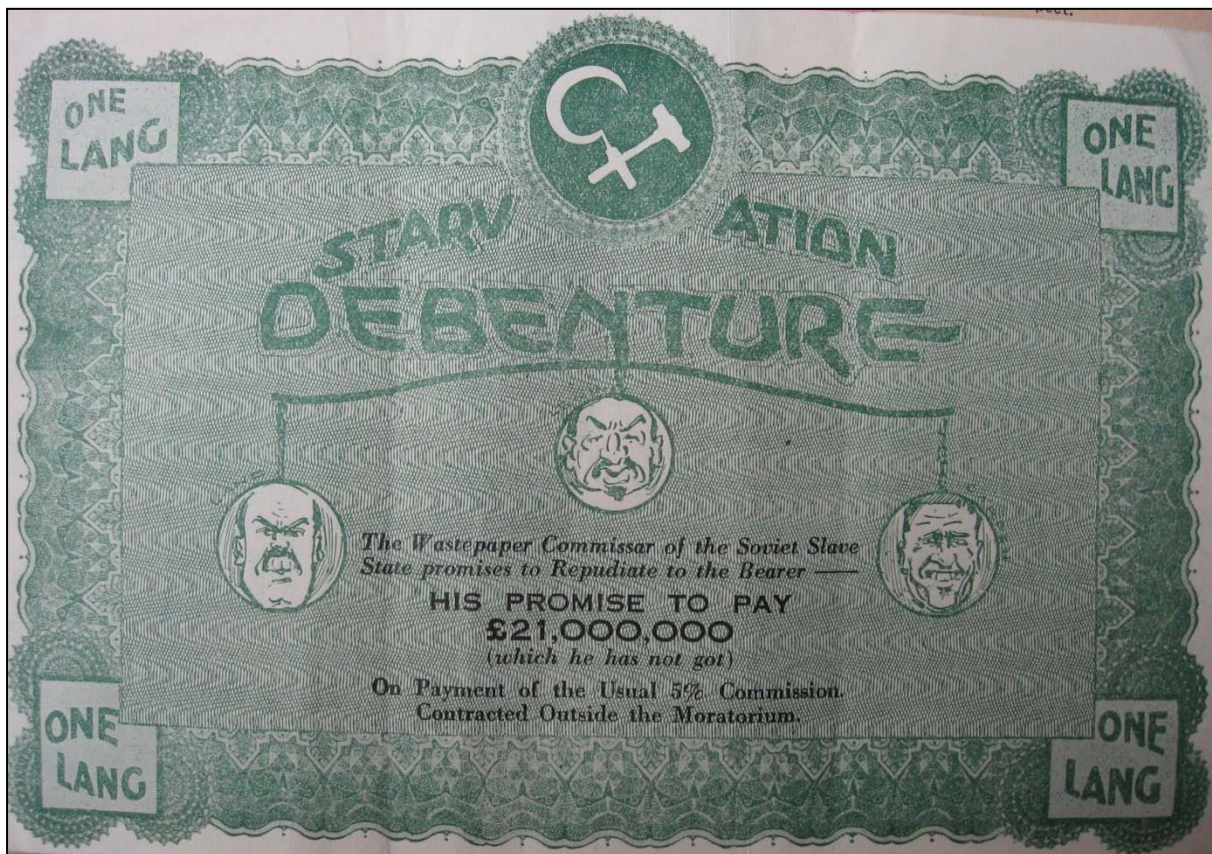 ONE
LANG
ONE
LANG
STARV ATION
DEBENTURE
The Wastepaper Commissar of the Soviet Slave
State promises to Repudiate to the Bearer —
HIS PROMISE TO PAY
£21,000,000
(which he has not got)
On Payment of the Usual 5% Commission.
Contracted Outside the Moratorium.
ONE
LANG
ONE
LANG